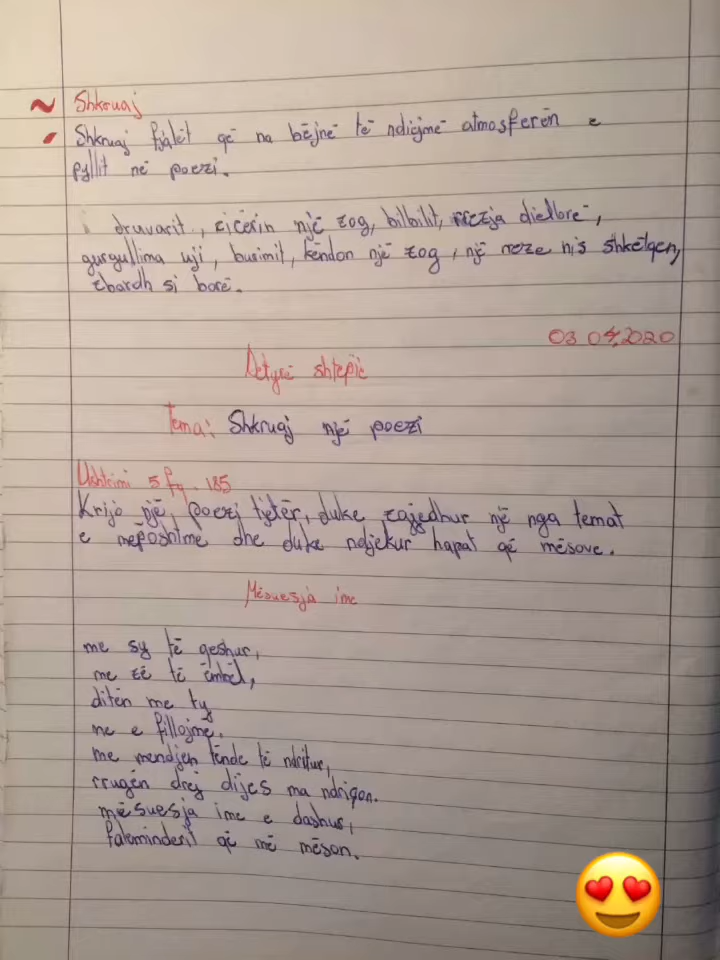 Shkruaj
Shkruaj fjalët që na bëjnë të ndiejmë atmosferën e
pyllit në poezi.
druvarit, cicërin një zog, bilbilit, rrezja diellore,
gurgullima uji, burimit, këndon një zog, një rreze nis shkëlqen,
zbardh si borë.
03 04,2020
Detyrë shtëpie
Tema: Shkruaj një poezi
Ushtrimi 5 fq. 185
Krijo një, poezi tjetër, duke zgjedhur një nga temat
e mëposhtme dhe duke ndjekur hapat që mësove.
Mësuesja ime
me sy të qeshur,
me zë të ëmbël,
ditën me ty
ne e fillojmë.
me mendjen tënde të ndritur,
rrugën drej dijes ma ndriçon.
mësuesja ime e dashur,
faleminderit që më mëson.